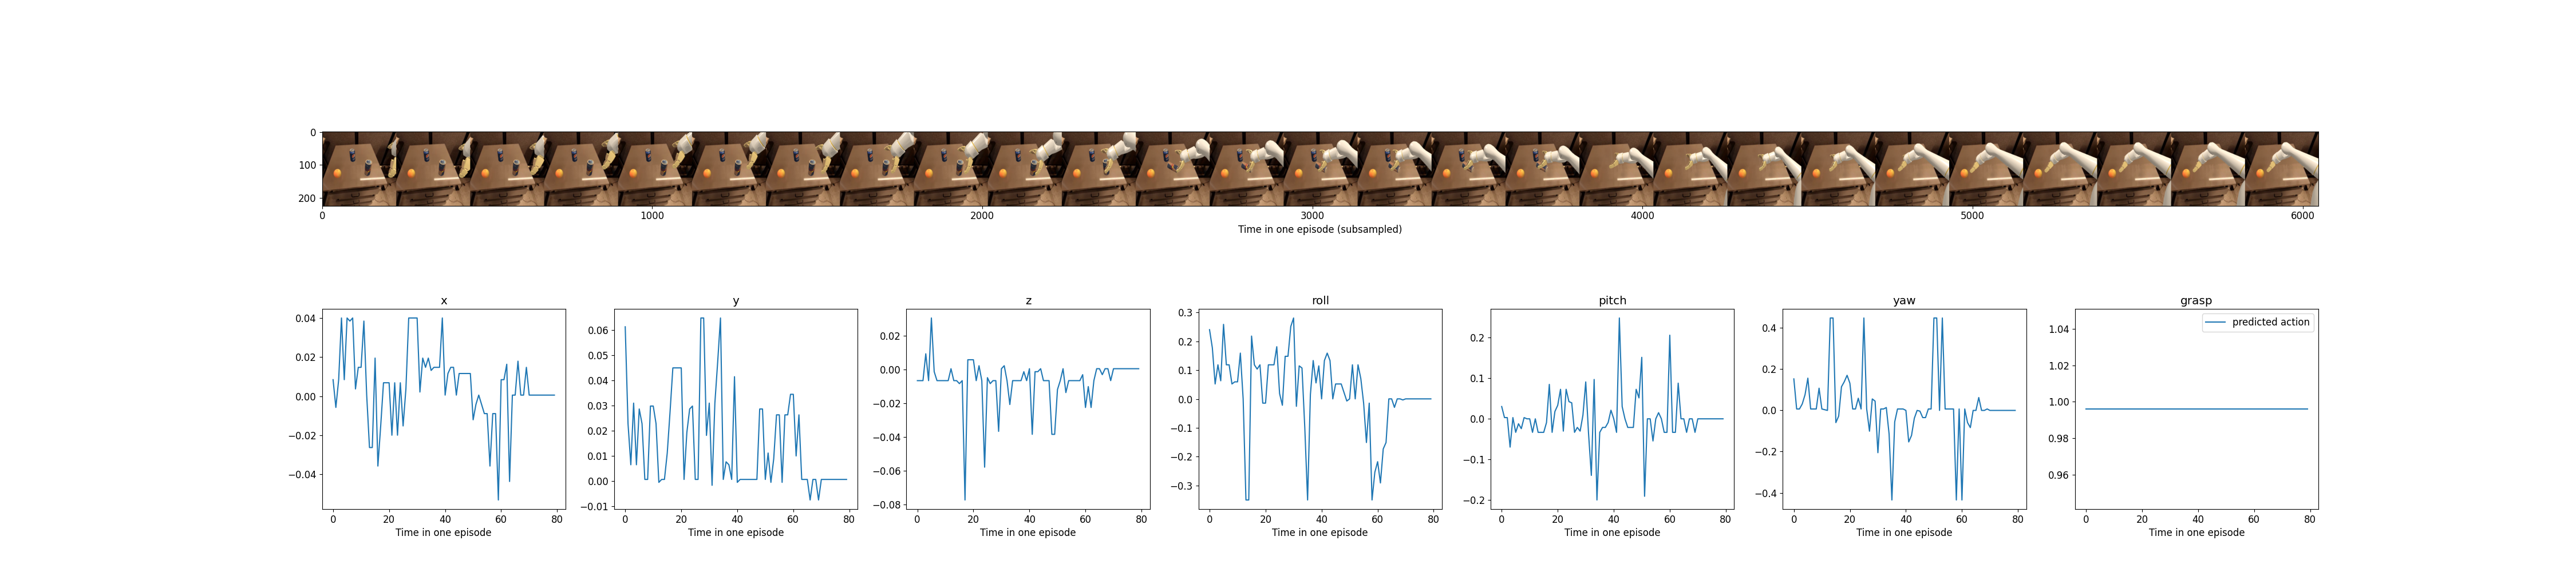 0
100
200
0 1000 2000 3000 4000 5000 6000
Time in one episode (subsampled)
x
0.04
0.02
0.00
−0.02
−0.04
0 20 40 60 80
Time in one episode
y
0.06
0.05
0.04
0.03
0.02
0.01
0.00
−0.01
0 20 40 60 80
Time in one episode
z
0.02
0.00
−0.02
−0.04
−0.06
−0.08
0 20 40 60 80
Time in one episode
roll
0.3
0.2
0.1
0.0
−0.1
−0.2
−0.3
0 20 40 60 80
Time in one episode
pitch
0.2
0.1
0.0
−0.1
−0.2
0 20 40 60 80
Time in one episode
yaw
0.4
0.2
0.0
−0.2
−0.4
0 20 40 60 80
Time in one episode
grasp
predicted action
1.04
1.02
1.00
0.98
0.96
0 20 40 60 80
Time in one episode